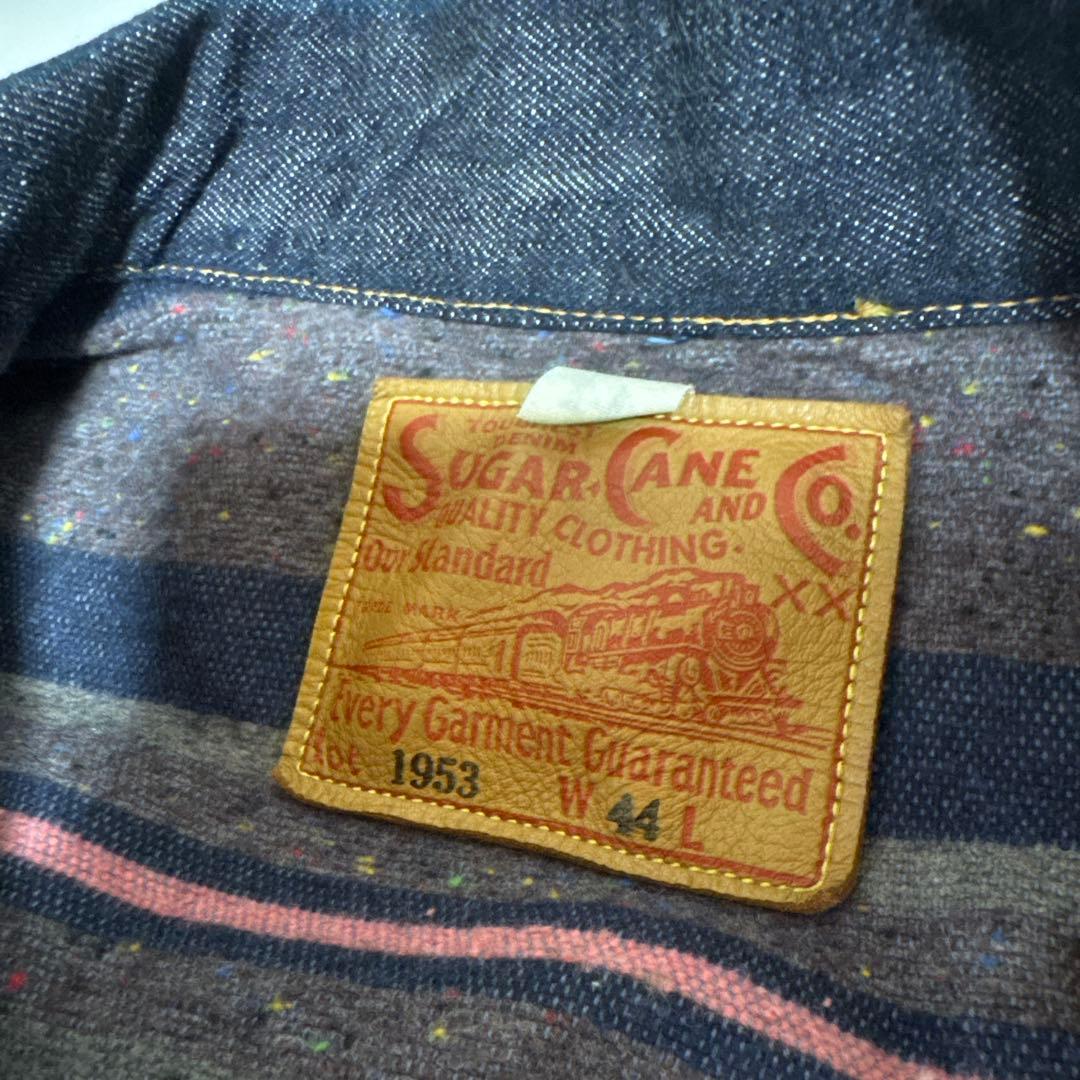 TOUGHEST
DENIM
SUGAR CANE AND CO.
QUALITY CLOTHING.
Our Standard
XX
TRADE MARK
Every Garment Guaranteed
Lot 1953 W 44 L